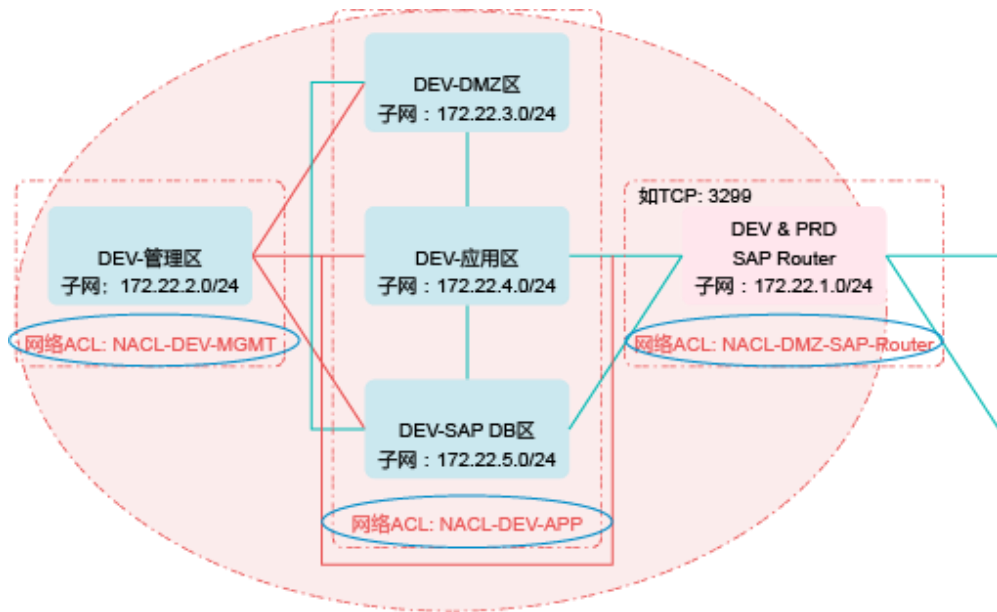 DEV-DMZ区
子网：172.22.3.0/24
DEV-管理区
子网：172.22.2.0/24
网络ACL: NACL-DEV-MGMT
DEV-应用区
子网：172.22.4.0/24
DEV-SAP DB区
子网：172.22.5.0/24
网络ACL: NACL-DEV-APP
如TCP: 3299
DEV & PRD
SAP Router
子网：172.22.1.0/24
网络ACL: NACL-DMZ-SAP-Router